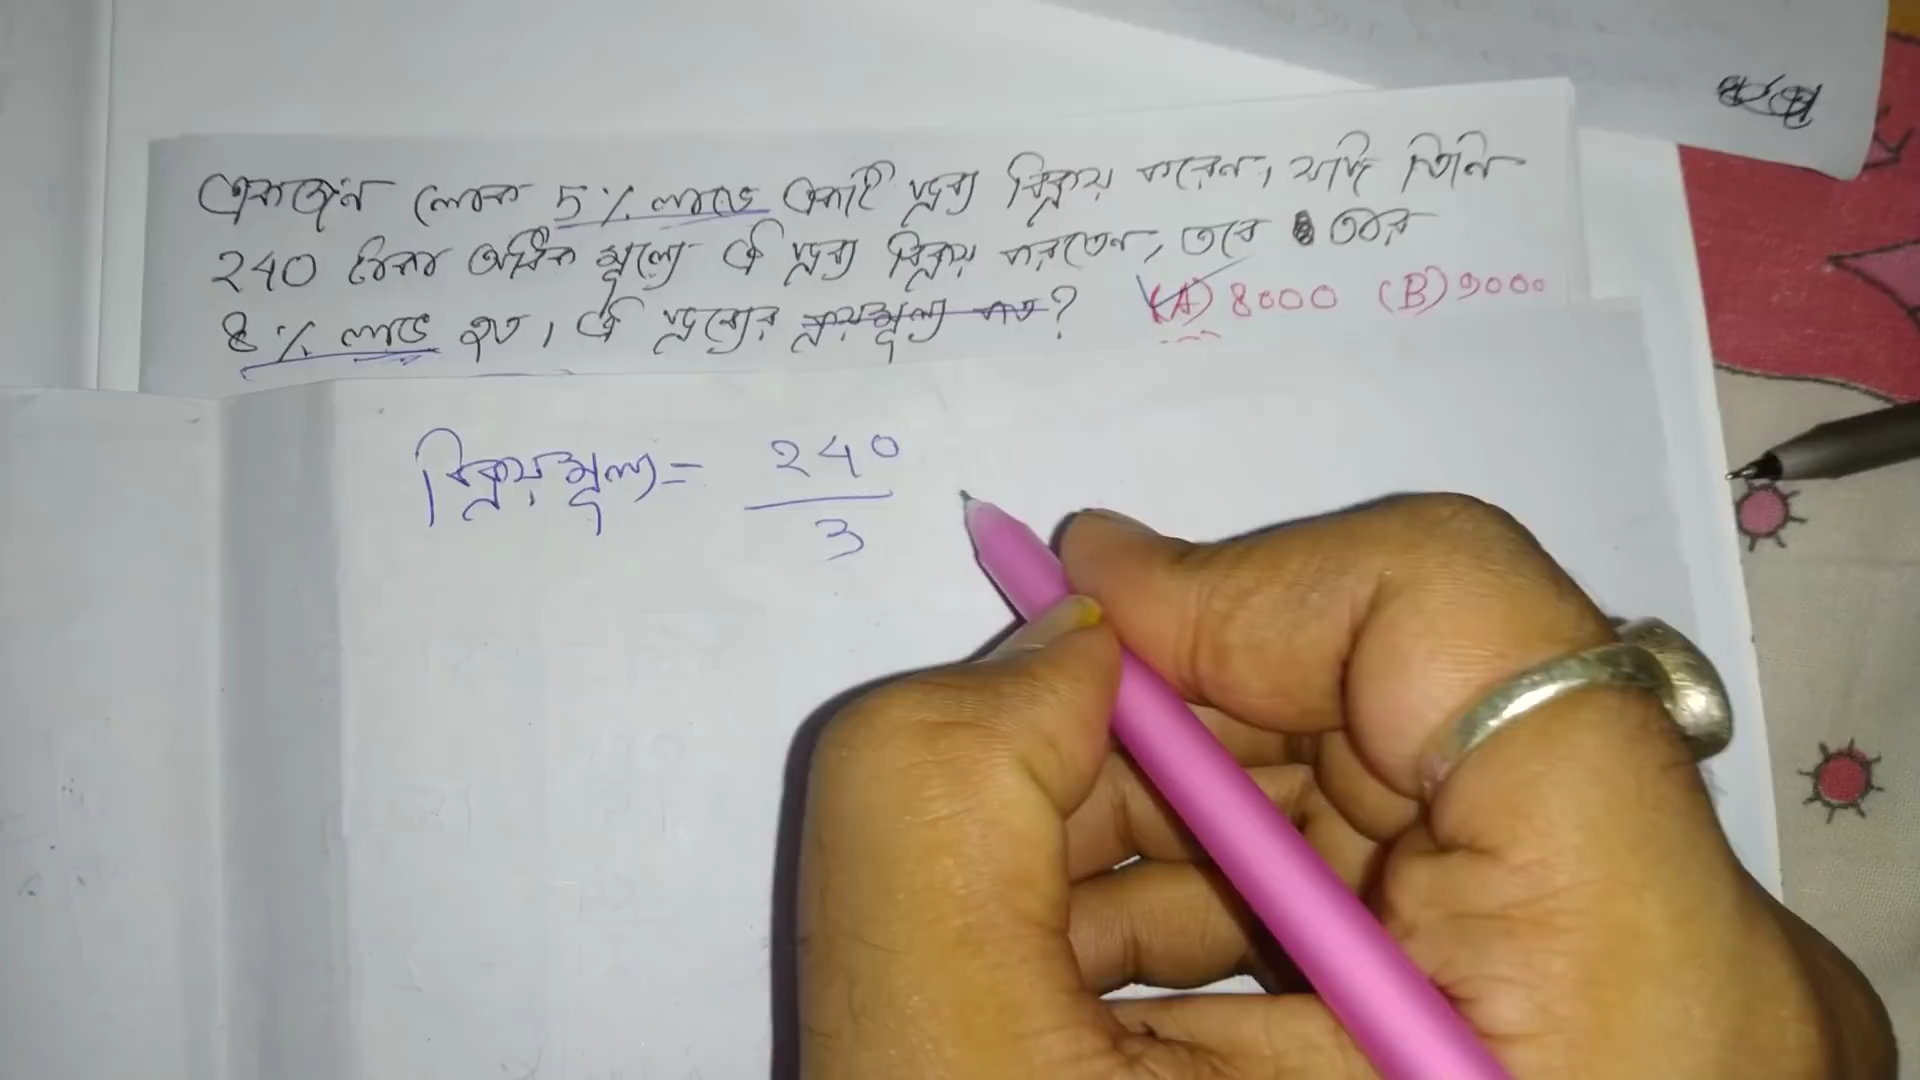 একজন লোক 5% লাভে একটি দ্রব্য বিক্রয় করেন, যদি তিনি
240 টাকা অধিক মূল্যে ঐ দ্রব্য বিক্রয় করতেন, তবে তার
8% লাভ হত, ঐ দ্রব্যের ক্রয়মূল্য কত? (A) 8000 (B) 9000
বিক্রয়মূল্য = 240
3